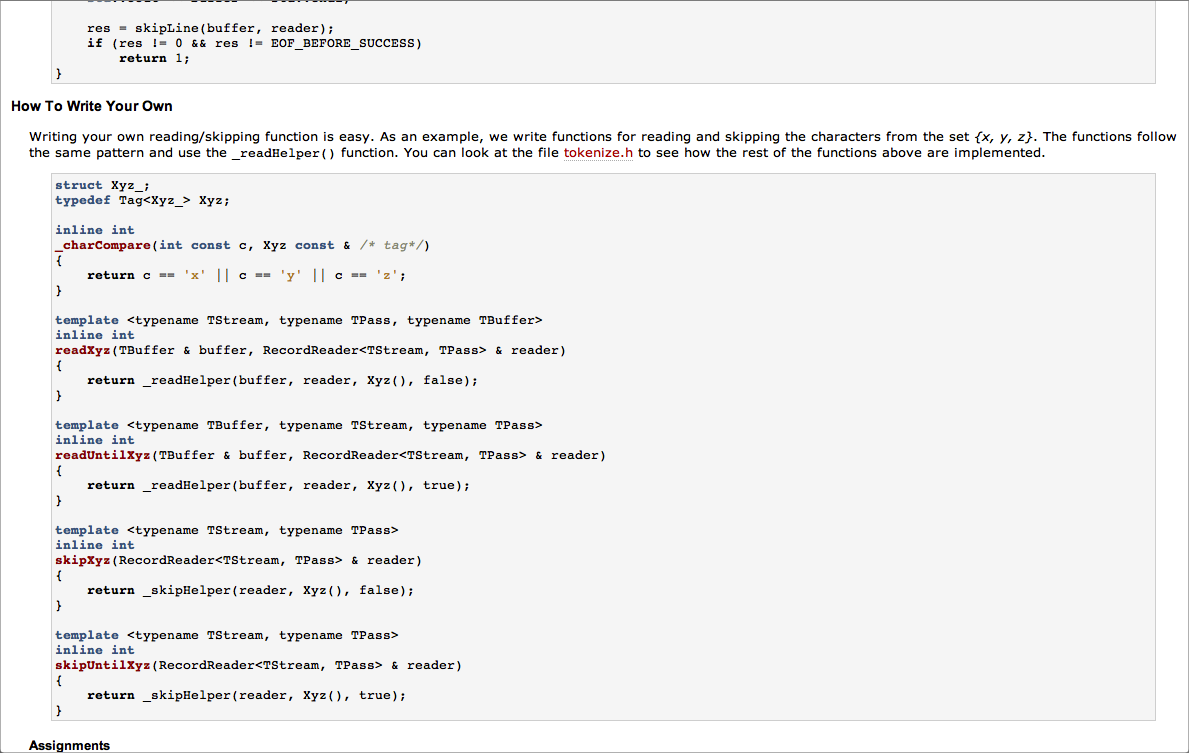 res = skipLine(buffer, reader);
if (res != 0 && res != EOF_BEFORE_SUCCESS)
return 1;
}
How To Write Your Own
Writing your own reading/skipping function is easy. As an example, we write functions for reading and skipping the characters from the set {x, y, z}. The functions follow
the same pattern and use the _readHelper() function. You can look at the file tokenize.h to see how the rest of the functions above are implemented.
struct Xyz_;
typedef Tag<Xyz_> Xyz;
inline int
_charCompare(int const c, Xyz const & /* tag*/)
{
return c == 'x' || c == 'y' || c == 'z';
}
template <typename TStream, typename TPass, typename TBuffer>
inline int
readXyz(TBuffer & buffer, RecordReader<TStream, TPass> & reader)
{
return _readHelper(buffer, reader, Xyz(), false);
}
template <typename TBuffer, typename TStream, typename TPass>
inline int
readUntilXyz(TBuffer & buffer, RecordReader<TStream, TPass> & reader)
{
return _readHelper(buffer, reader, Xyz(), true);
}
template <typename TStream, typename TPass>
inline int
skipXyz(RecordReader<TStream, TPass> & reader)
{
return _skipHelper(reader, Xyz(), false);
}
template <typename TStream, typename TPass>
inline int
skipUntilXyz(RecordReader<TStream, TPass> & reader)
{
return _skipHelper(reader, Xyz(), true);
}
Assignments